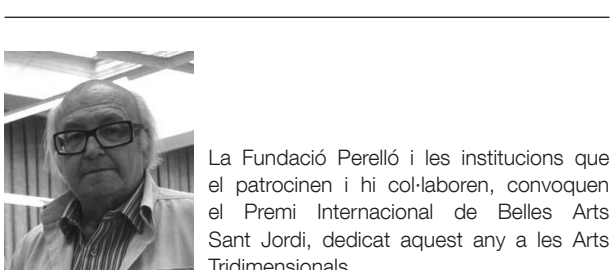 La Fundació Perelló i les institucions que
el patrocinen i hi col·laboren, convoquen
el Premi Internacional de Belles Arts
Sant Jordi, dedicat aquest any a les Arts
Tridimensionals